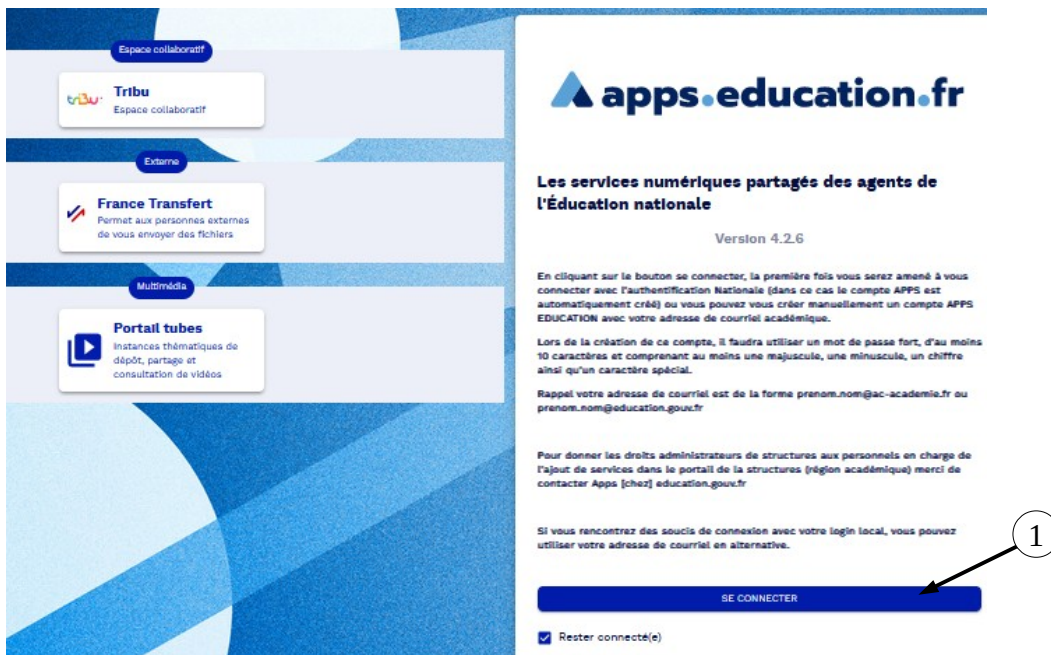 Espace collaboratif
Tribu
Espace collaboratif
Externe
France Transfert
Permet aux personnes externes
de vous envoyer des fichiers
Multimédia
Portail tubes
Instances thématiques de
dépôt, partage et
consultation de vidéos
apps.education.fr
Les services numériques partagés des agents de
l'Éducation nationale
Version 4.2.6
En cliquant sur le bouton se connecter, la première fois vous serez amené à vous
connecter avec l'authentification Nationale (dans ce cas le compte APPS est
automatiquement créé) ou vous pouvez vous créer manuellement un compte APPS
EDUCATION avec votre adresse de courriel académique.
Lors de la création de ce compte, il faudra utiliser un mot de passe fort, d'au moins
10 caractères et comprenant au moins une majuscule, une minuscule, un chiffre
ainsi qu'un caractère spécial.
Rappel votre adresse de courriel est de la forme prenom.nom@ac-academie.fr ou
prenom.nom@education.gouv.fr
Pour donner les droits administrateurs de structures aux personnels en charge de
l'ajout de services dans le portail de la structures (région académique) merci de
contacter Apps [chez] education.gouv.fr
Si vous rencontrez des soucis de connexion avec votre login local, vous pouvez
utiliser votre adresse de courriel en alternative.
1
SE CONNECTER
Rester connecté(e)